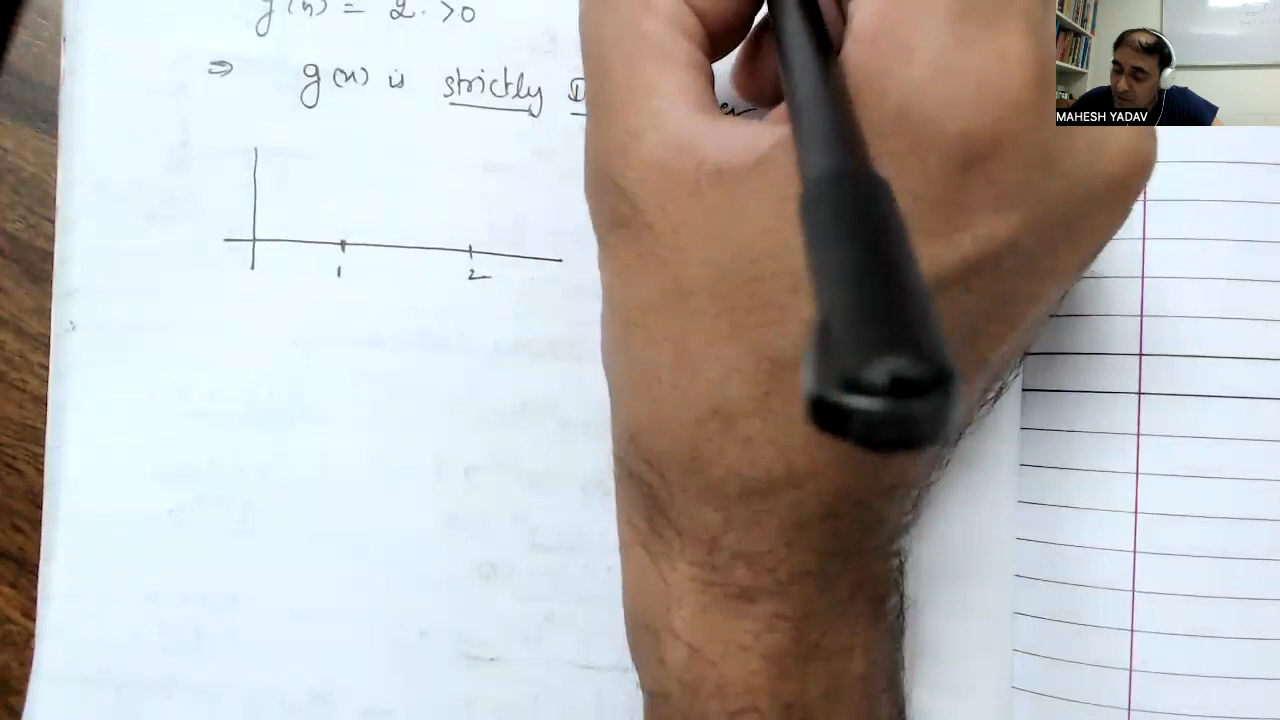 g'(x) = 2 > 0
⇒ g(x) is strictly
1 2
MAHESH YADAV